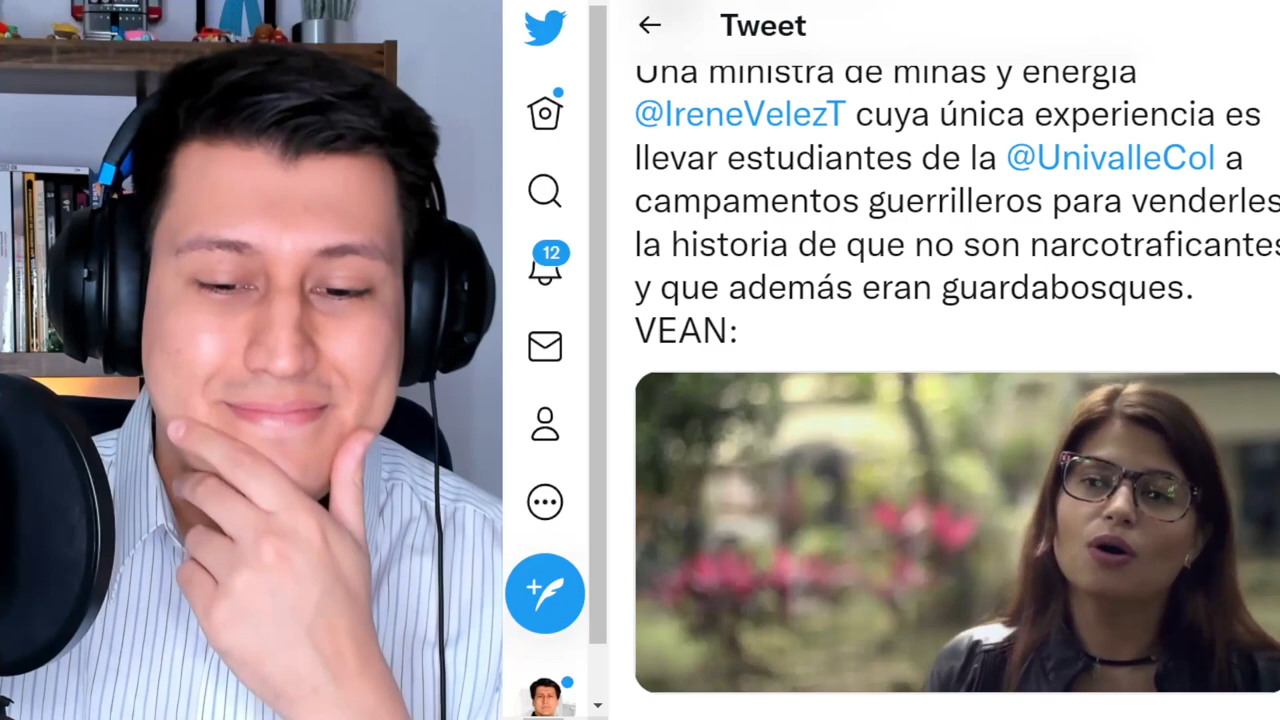 Tweet
Una ministra de minas y energía
@IreneVelezT cuya única experiencia es
llevar estudiantes de la @UnivalleCol a
campamentos guerrilleros para venderles
la historia de que no son narcotraficantes
y que además eran guardabosques.
VEAN:
12